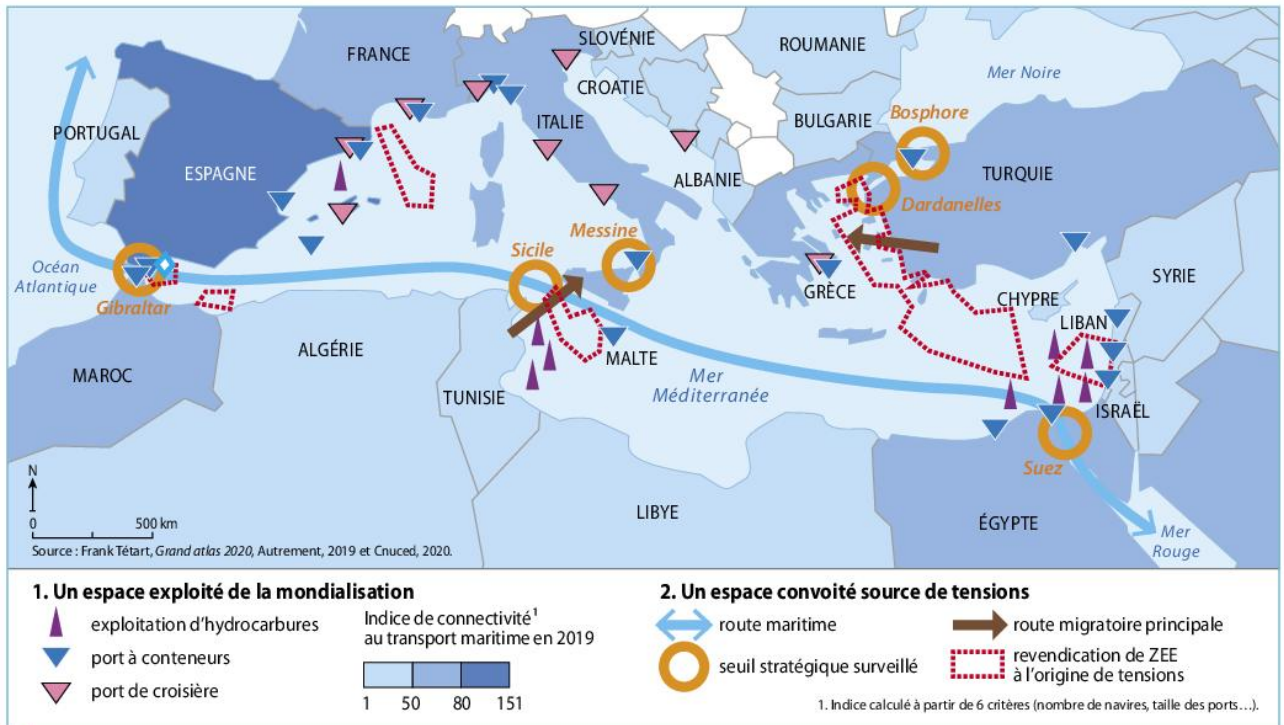 SLOVÉNIE
FRANCE
ROUMANIE
Mer Noire
CROATIE
PORTUGAL
ITALIE
BULGARIE
Bosphore
ESPAGNE
ALBANIE
TURQUIE
Dardanelles
Messine
Sicile
Océan
Atlantique
Gibraltar
GRÈCE
CHYPRE
SYRIE
LIBAN
ALGÉRIE
MALTE
MAROC
Mer
Méditerranée
TUNISIE
ISRAËL
Suez
N
0 500 km
LIBYE
ÉGYPTE
Mer
Rouge
Source : Frank Tétart, Grand atlas 2020, Autrement, 2019 et Cnuced, 2020.
1. Un espace exploité de la mondialisation
exploitation d'hydrocarbures
port à conteneurs
port de croisière
Indice de connectivité¹
au transport maritime en 2019
1 50 80 151
2. Un espace convoité source de tensions
route maritime
seuil stratégique surveillé
route migratoire principale
revendication de ZEE
à l'origine de tensions
1. Indice calculé à partir de 6 critères (nombre de navires, taille des ports…).